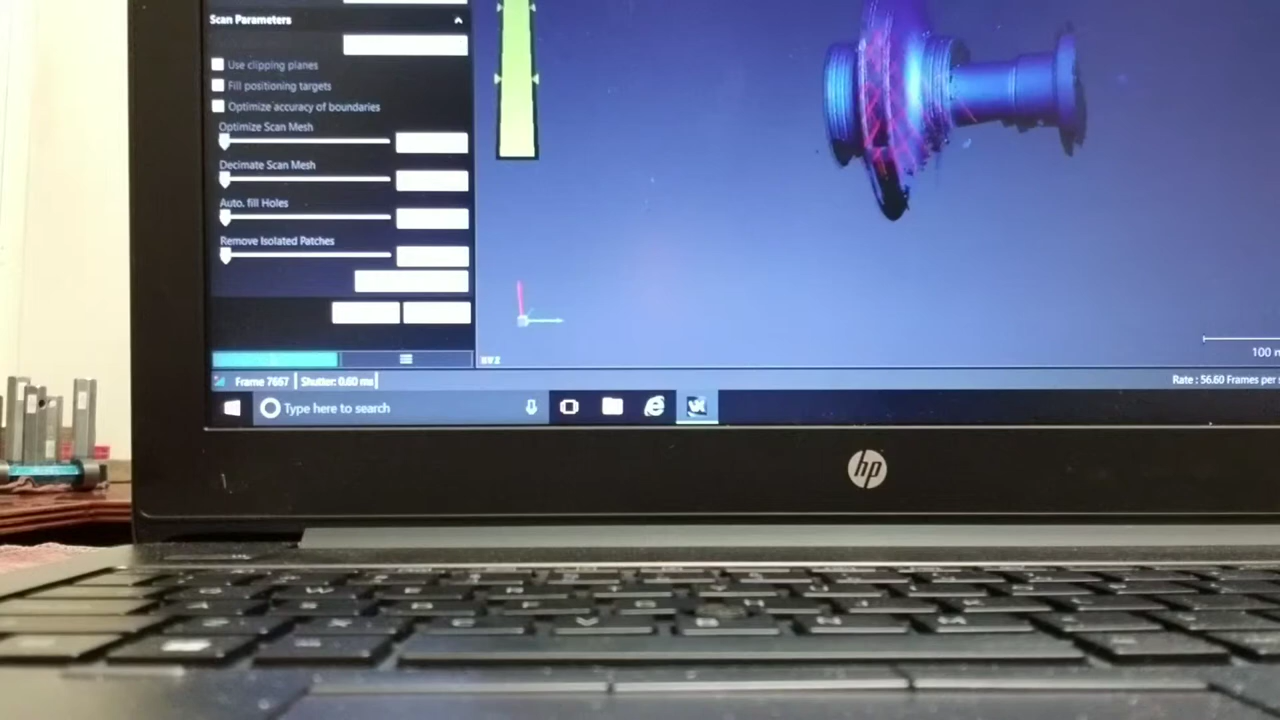 Scan Parameters
Use clipping planes
Fill positioning targets
Optimize accuracy of boundaries
Optimize Scan Mesh
Decimate Scan Mesh
Auto. fill Holes
Remove Isolated Patches
100 m
Frame 7667 Shutter: 0.60 ms
Rate : 56.60 Frames per s
Type here to search
hp